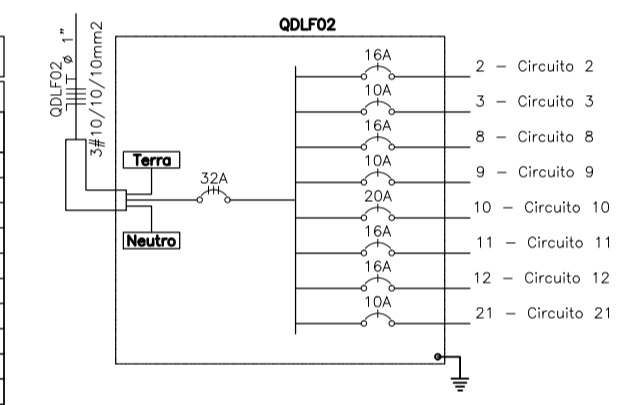 QDLF02
QDLF02 ø 1"
3#10/10/10mm2
Terra
Neutro
32A
16A
2 - Circuito 2
10A
3 - Circuito 3
16A
8 - Circuito 8
10A
9 - Circuito 9
20A
10 - Circuito 10
16A
11 - Circuito 11
16A
12 - Circuito 12
10A
21 - Circuito 21